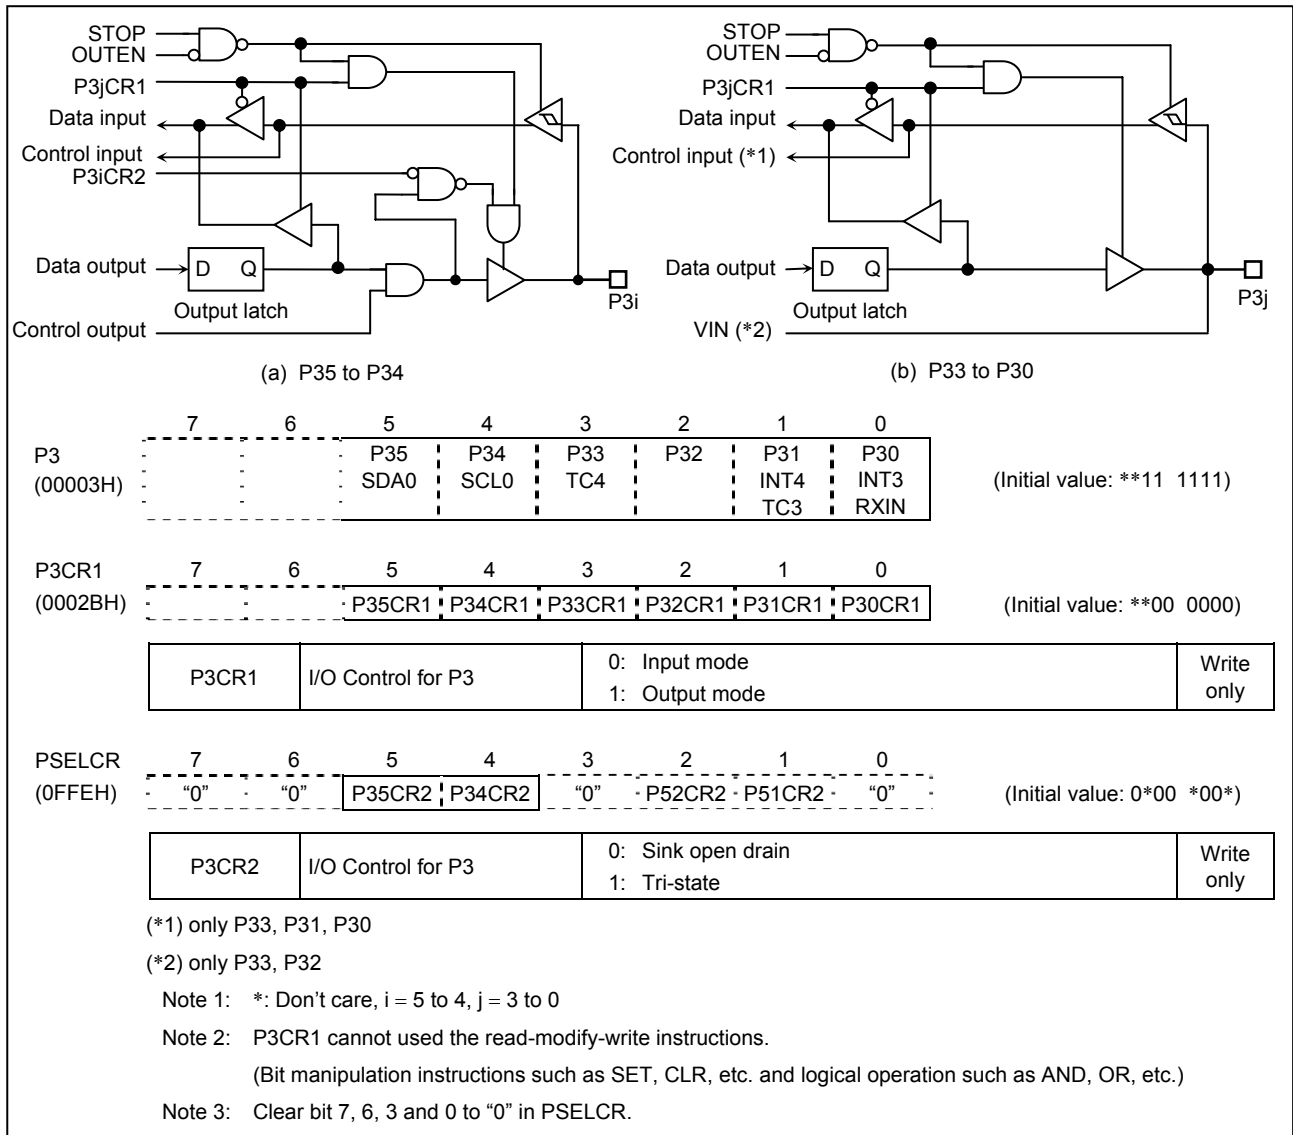 STOP
OUTEN
P3jCR1
Data input
Control input
P3iCR2
Data output
D Q
Output latch
Control output
P3i
(a) P35 to P34
STOP
OUTEN
P3jCR1
Data input
Control input (*1)
Data output
D Q
Output latch
VIN (*2)
P3j
(b) P33 to P30
7 6 5 4 3 2 1 0
P3
(00003H)
P35 P34 P33 P32 P31 P30
SDA0 SCL0 TC4 INT4 INT3
TC3 RXIN
(Initial value: **11 1111)
P3CR1 7 6 5 4 3 2 1 0
(0002BH) P35CR1 P34CR1 P33CR1 P32CR1 P31CR1 P30CR1 (Initial value: **00 0000)
P3CR1 I/O Control for P3
0: Input mode
1: Output mode
Write
only
PSELCR 7 6 5 4 3 2 1 0
(0FFEH) “0” “0” P35CR2 P34CR2 “0” P52CR2 P51CR2 “0” (Initial value: 0*00 *00*)
P3CR2 I/O Control for P3
0: Sink open drain
1: Tri-state
Write
only
(*1) only P33, P31, P30
(*2) only P33, P32
Note 1: *: Don’t care, i = 5 to 4, j = 3 to 0
Note 2: P3CR1 cannot used the read-modify-write instructions.
(Bit manipulation instructions such as SET, CLR, etc. and logical operation such as AND, OR, etc.)
Note 3: Clear bit 7, 6, 3 and 0 to “0” in PSELCR.